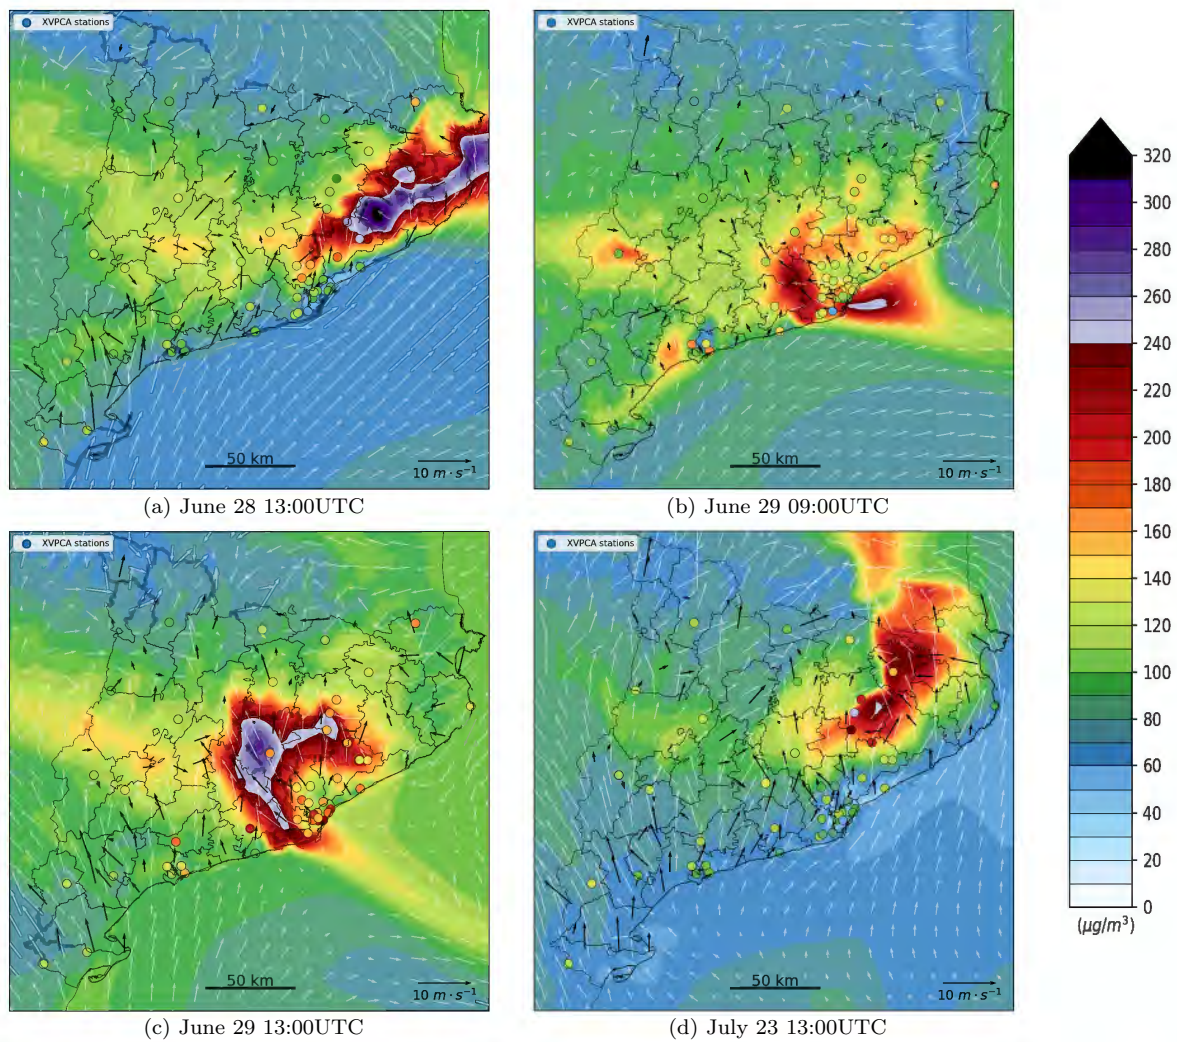 XVPCA stations
50 km
10 m · s⁻¹
(a) June 28 13:00UTC
XVPCA stations
50 km
10 m · s⁻¹
(b) June 29 09:00UTC
XVPCA stations
50 km
10 m · s⁻¹
(c) June 29 13:00UTC
XVPCA stations
50 km
10 m · s⁻¹
(d) July 23 13:00UTC
320
300
280
260
240
220
200
180
160
140
120
100
80
60
40
20
0
(μg/m³)